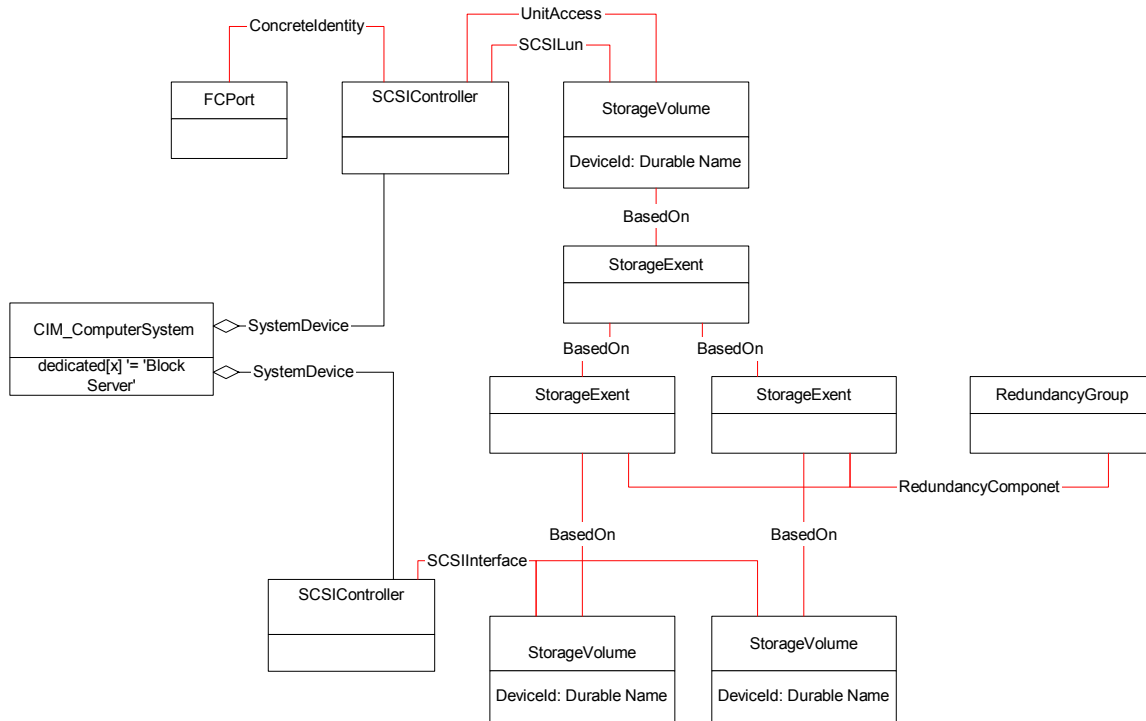 UnitAccess
ConcreteIdentity
SCSILun
FCPort
SCSIController
StorageVolume
DeviceId: Durable Name
BasedOn
StorageExent
CIM_ComputerSystem
SystemDevice
dedicated[x] '= 'Block
Server'
SystemDevice
BasedOn
BasedOn
StorageExent
StorageExent
RedundancyGroup
RedundancyComponet
BasedOn
BasedOn
SCSIInterface
SCSIController
StorageVolume
StorageVolume
DeviceId: Durable Name
DeviceId: Durable Name